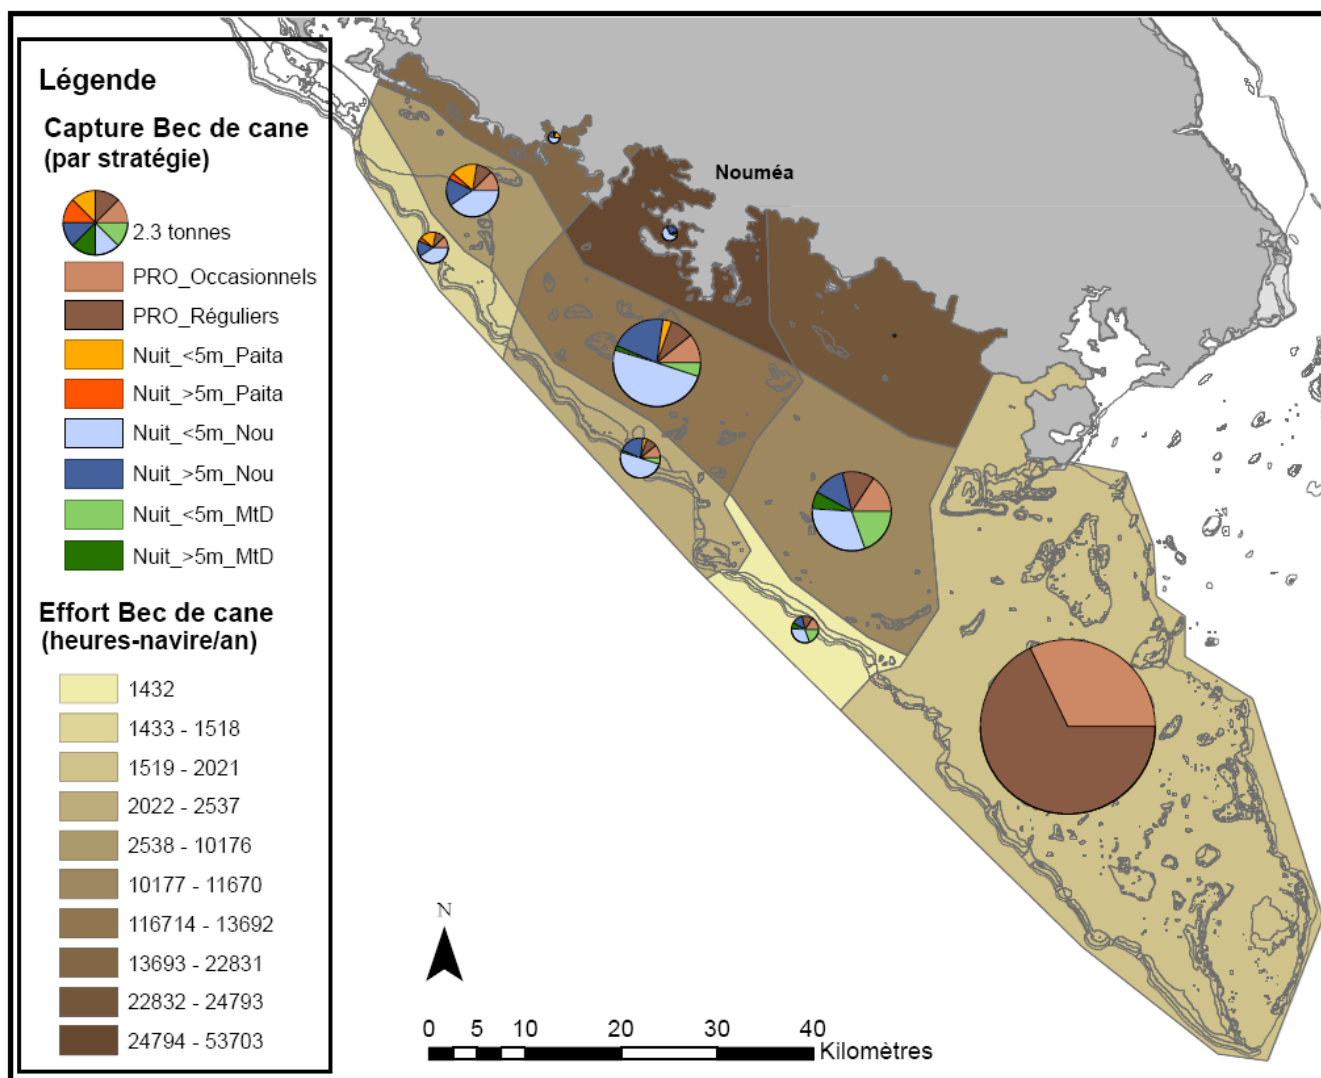 Légende
Capture Bec de cane
(par stratégie)
2.3 tonnes
PRO_Occasionnels
PRO_Réguliers
Nuit_<5m_Paita
Nuit_>5m_Paita
Nuit_<5m_Nou
Nuit_>5m_Nou
Nuit_<5m_MtD
Nuit_>5m_MtD
Effort Bec de cane
(heures-navire/an)
1432
1433 - 1518
1519 - 2021
2022 - 2537
2538 - 10176
10177 - 11670
116714 - 13692
13693 - 22831
22832 - 24793
24794 - 53703
Nouméa
N
0 5 10 20 30 40
Kilomètres